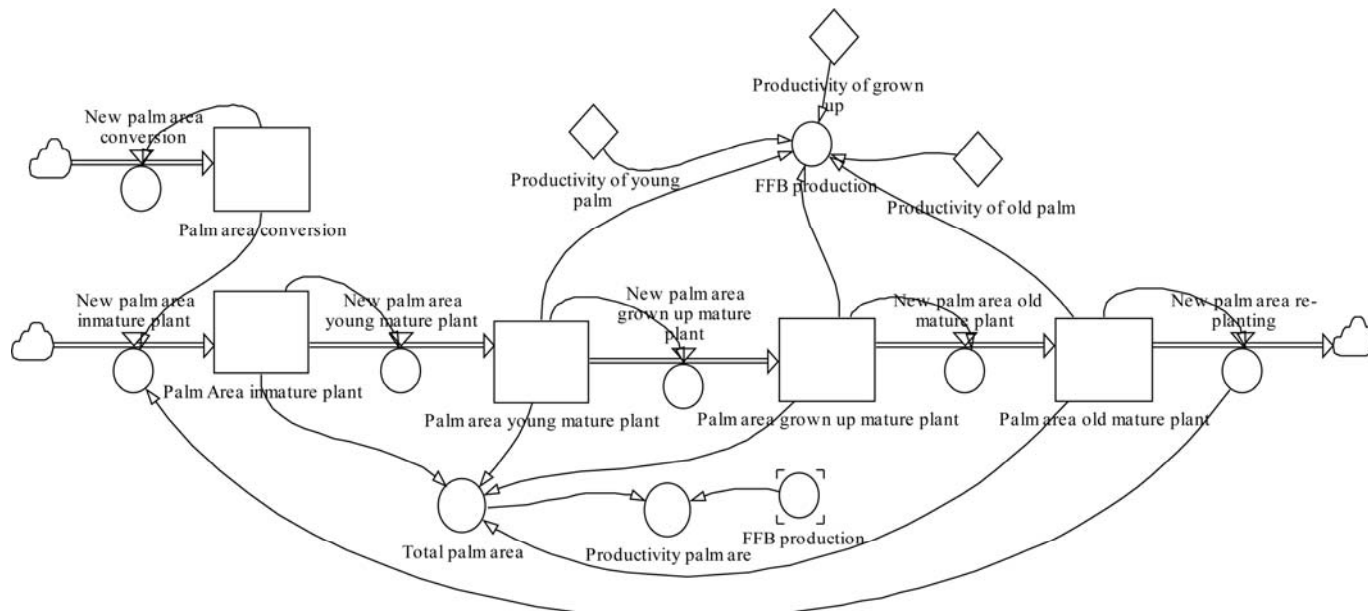 Productivity of grown
up
New palm area
conversion
Productivity of young
palm
FFB production
Productivity of old palm
Palm area conversion
New palm area
inmature plant
New palm area
young mature plant
New palm area
grown up mature
plant
New palm area old
mature plant
New palm area re-
planting
Palm Area inmature plant
Palm area young mature plant
Palm area grown up mature plant
Palm area old mature plant
Total palm area
Productivity palm are
FFB production